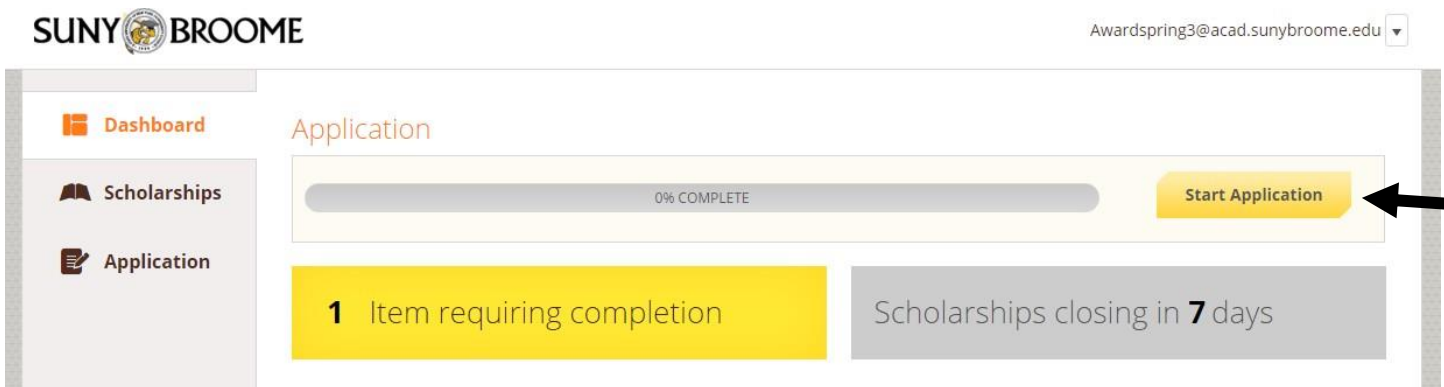 SUNY BROOME
Awardspring3@acad.sunybroome.edu
Dashboard
Scholarships
Application
Application
0% COMPLETE
Start Application
1 Item requiring completion
Scholarships closing in 7 days